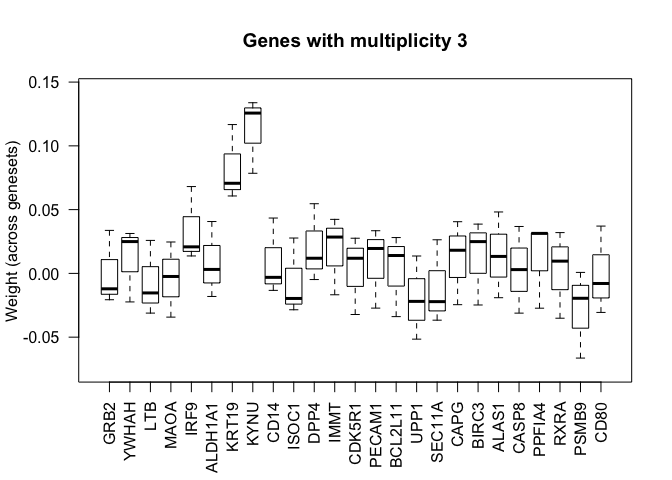 Genes with multiplicity 3
Weight (across genesets)
0.15
0.10
0.05
0.00
-0.05
GRB2
YWHAH
LTB
MAOA
IRF9
ALDH1A1
KRT19
KYNU
CD14
ISOC1
DPP4
IMMT
CDK5R1
PECAM1
BCL2L11
UPP1
SEC11A
CAPG
BIRC3
ALAS1
CASP8
PPFIA4
RXRA
PSMB9
CD80